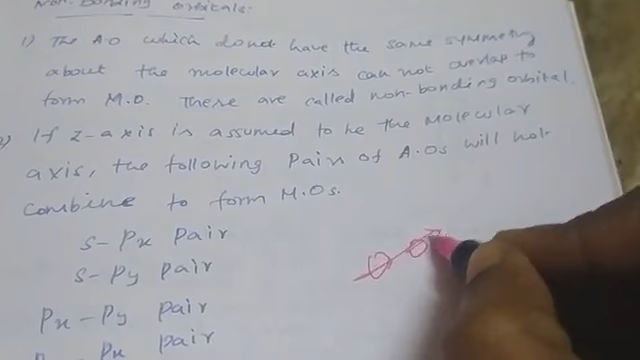 Non-Bonding Orbitals:
1) The A.O which donot have the same symmetry
about the molecular axis can not overlap to
form M.O. These are called non-bonding orbital.
2) If z-axis is assumed to be the molecular
axis, the following Pair of A.Os will not
combine to form M.Os.
s-Px pair
s-Py pair
Px-Py pair
Px pair